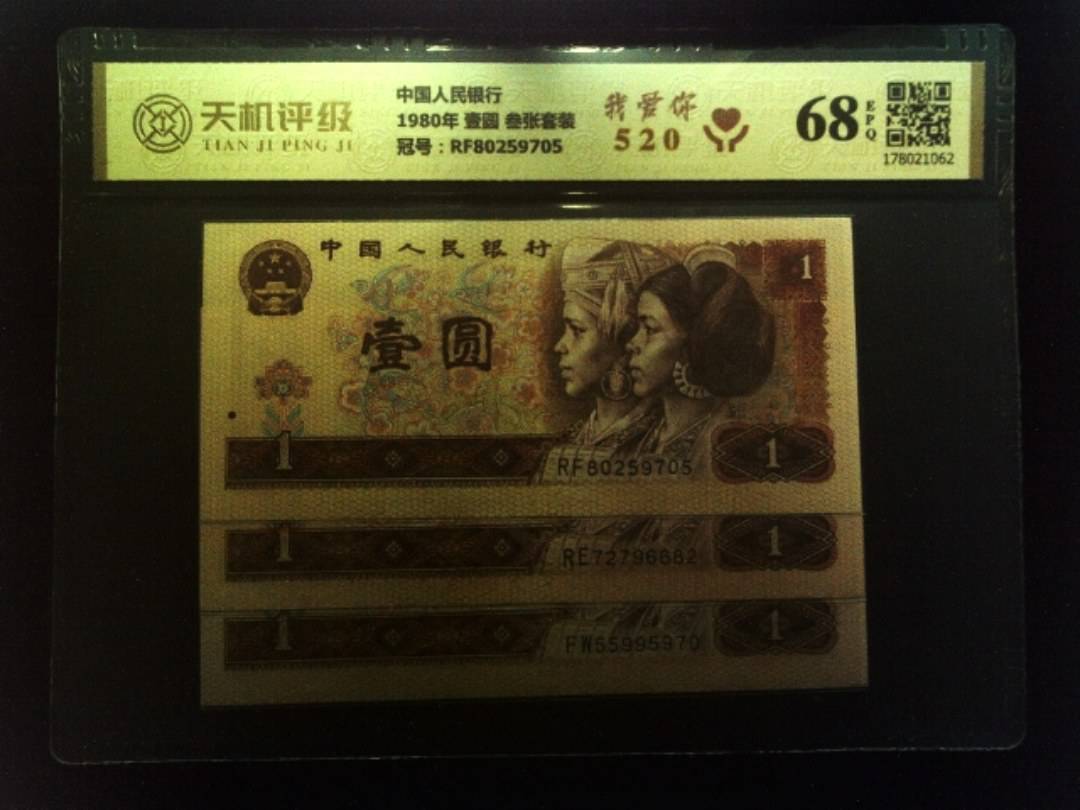 天机评级
TIAN JI PING JI
中国人民银行
1980年 壹圆 叁张套装
冠号：RF80259705
我爱你
520
68
EPQ
178021062
中国人民银行
1
壹圆
1
RF80259705
1
1
RE72796682
1
1
FW55995970
1